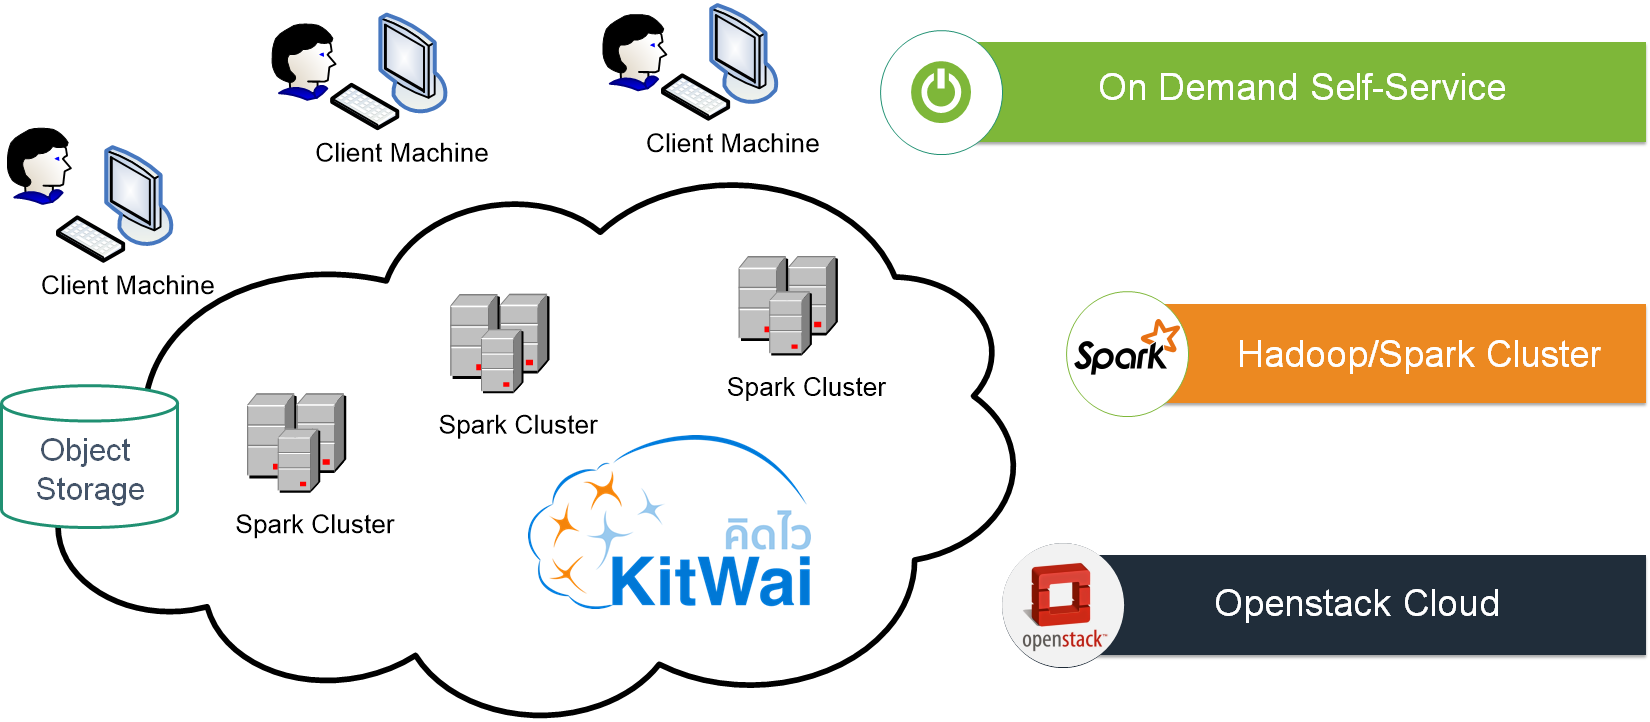 Client Machine
Client Machine
Client Machine
On Demand Self-Service
Spark Cluster
Spark Cluster
Spark Cluster
Object
Storage
คิดไว
KitWai
Spark
Hadoop/Spark Cluster
openstack™
Openstack Cloud